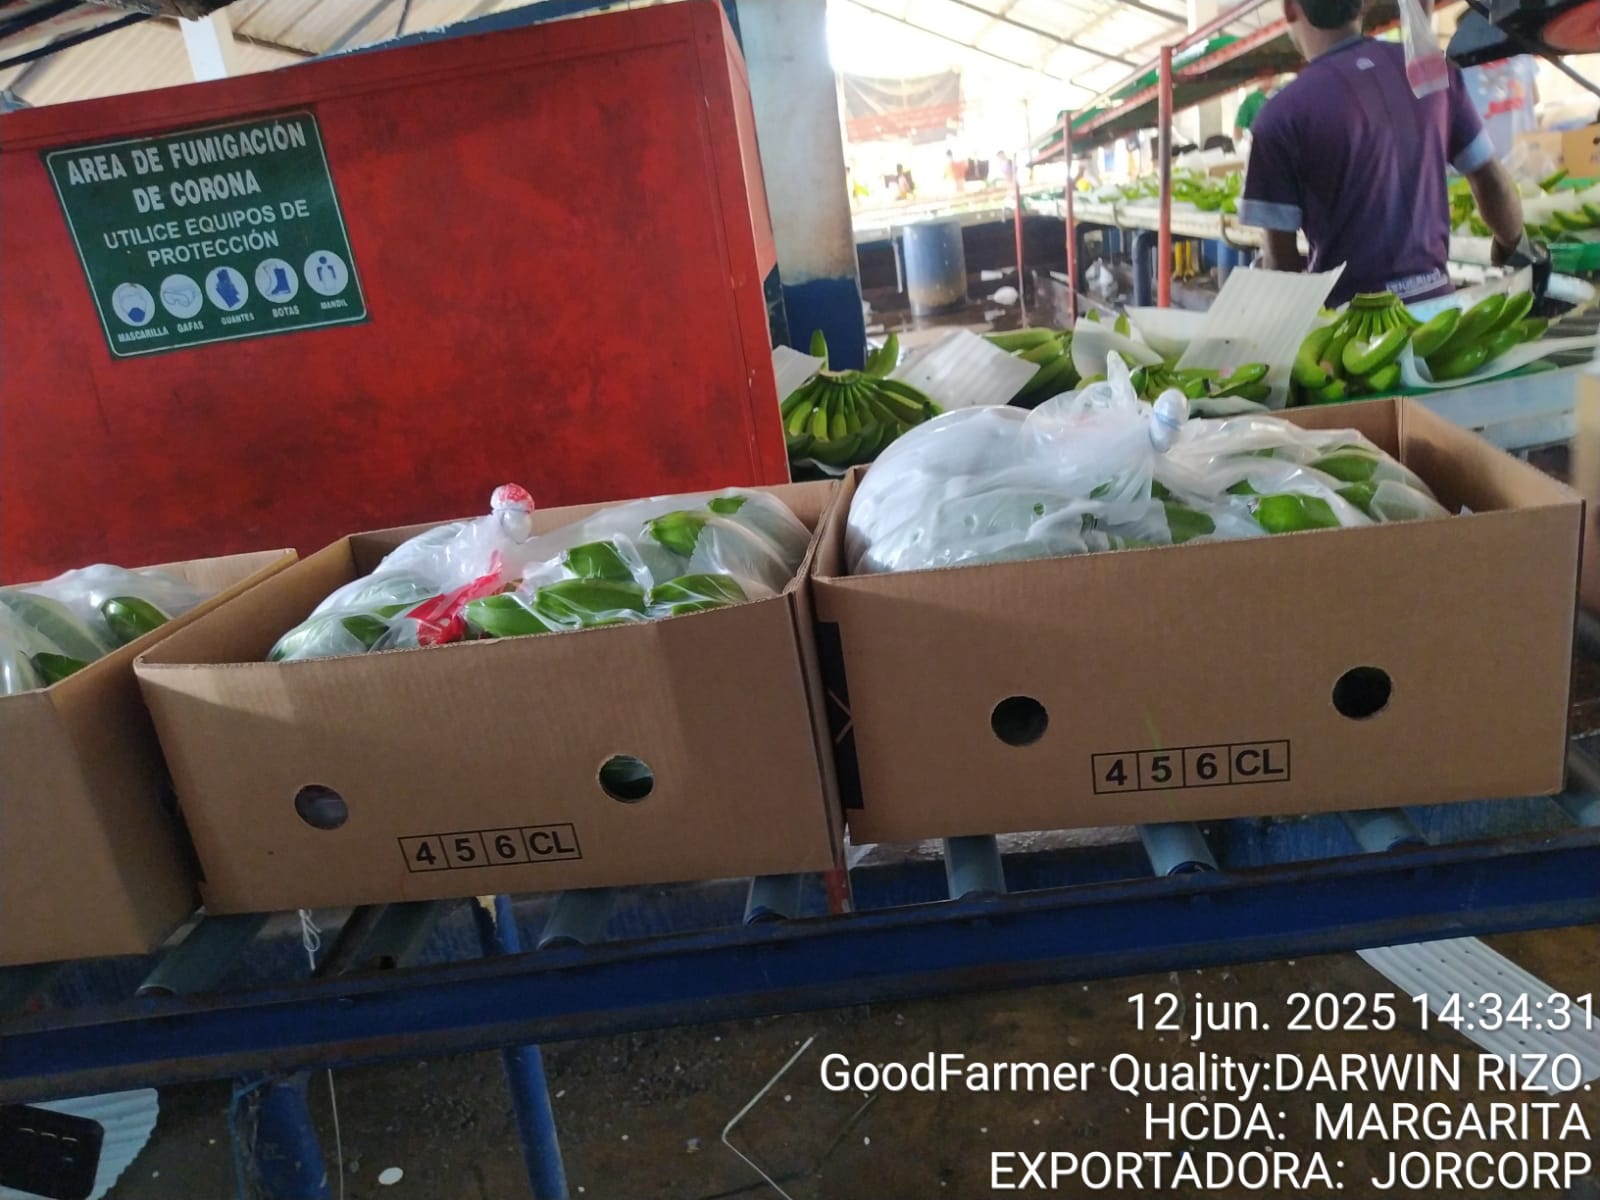 AREA DE FUMIGACIÓN
DE CORONA
UTILICE EQUIPOS DE
PROTECCIÓN
MASCARILLA GAFAS GUANTES BOTAS MANDIL
4 5 6 CL
4 5 6 CL
12 jun. 2025 14:34:31
GoodFarmer Quality:DARWIN RIZO.
HCDA: MARGARITA
EXPORTADORA: JORCORP